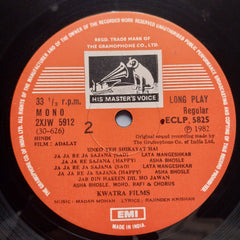 REGD. TRADE MARK OF
THE GRAMOPHONE CO. LTD.
HIS MASTER'S VOICE
33 1/3 r.p.m.
MONO
2XJW 5912
(30-626)
HINDI
FILM : ADALAT
2
LONG PLAY
Regular
ECLP. 5825
℗ 1982
Original sound recording made by
The Gramophone Co. of India Ltd.
UNKO YEH SHIKAYAT HAI
JA JA RE JA SAJANA (SAD) - LATA MANGESHKAR
JA JA RE JA SAJANA (HAPPY) - ASHA BHOSLE
JA JA RE JA SAJANA (SAD) - LATA MANGESHKAR
JA JA RE JA SAJANA (HAPPY) - ASHA BHOSLE
JAB DIN HASEEN DIL HO JAWAN
ASHA BHOSLE, MOHD. RAFI & CHORUS
KWATRA FILMS
MUSIC : MADAN MOHAN LYRICS : RAJINDER KRISHAN
EMI
MADE IN INDIA